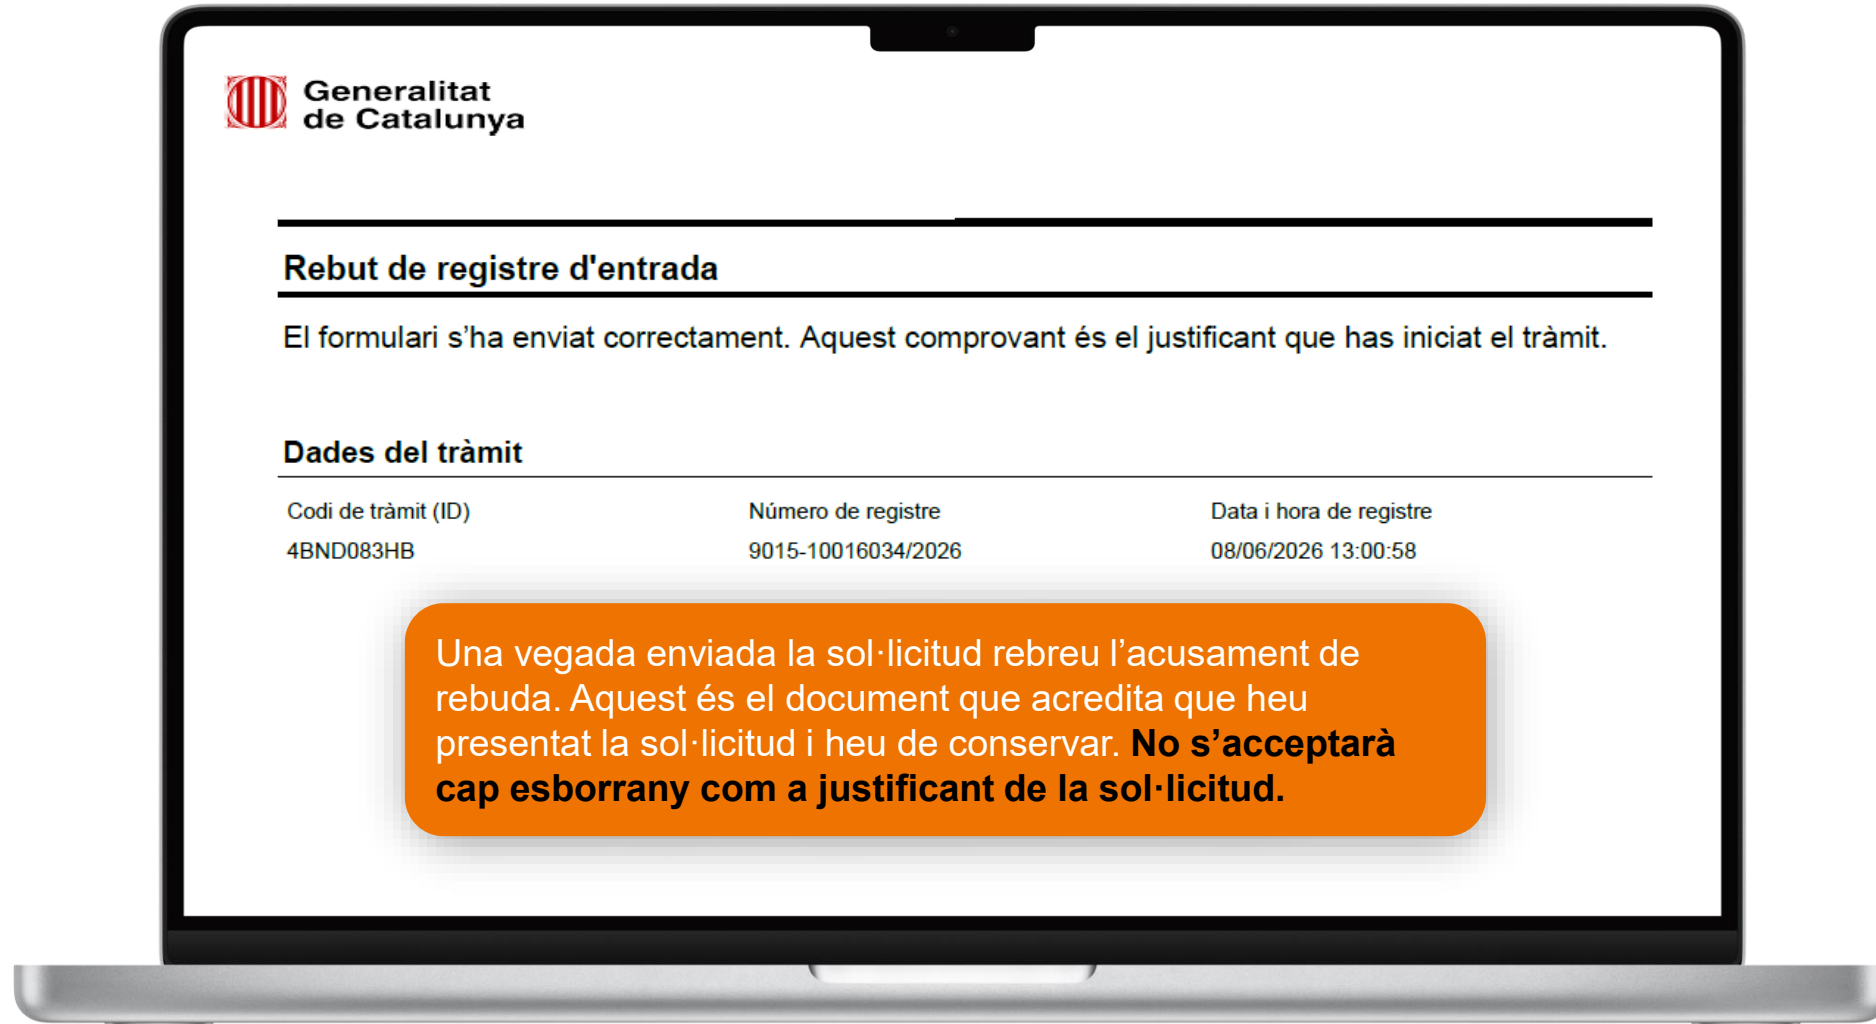 Generalitat
de Catalunya
Rebut de registre d'entrada
El formulari s’ha enviat correctament. Aquest comprovant és el justificant que has iniciat el tràmit.
Dades del tràmit
Codi de tràmit (ID) Número de registre Data i hora de registre
4BND083HB 9015-10016034/2026 08/06/2026 13:00:58
Una vegada enviada la sol·licitud rebreu l’acusament de
rebuda. Aquest és el document que acredita que heu
presentat la sol·licitud i heu de conservar. No s’acceptarà
cap esborrany com a justificant de la sol·licitud.